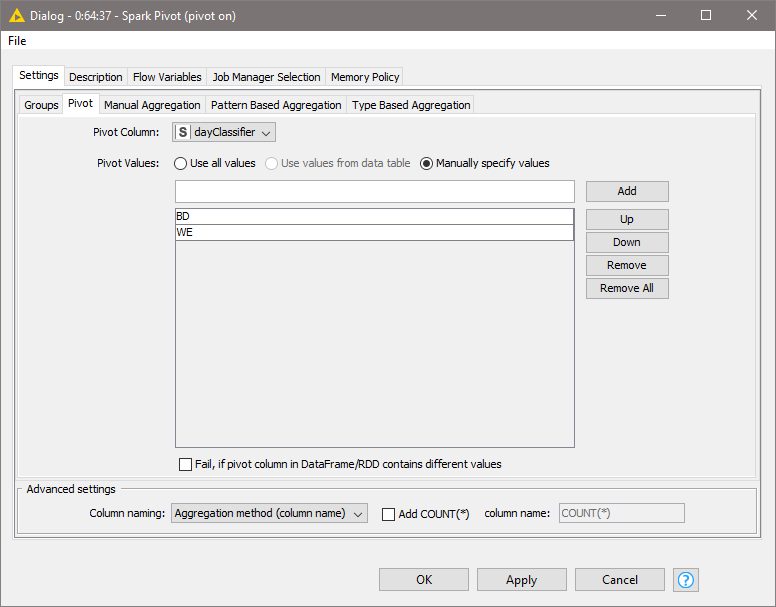 Dialog - 0:64:37 - Spark Pivot (pivot on)
File
Settings Description Flow Variables Job Manager Selection Memory Policy
Groups Pivot Manual Aggregation Pattern Based Aggregation Type Based Aggregation
Pivot Column: S dayClassifier
Pivot Values: Use all values Use values from data table Manually specify values
Add
BD Up
WE
Down
Remove
Remove All
Fail, if pivot column in DataFrame/RDD contains different values
Advanced settings
Column naming: Aggregation method (column name) Add COUNT(*) column name: COUNT(*)
OK Apply Cancel ?